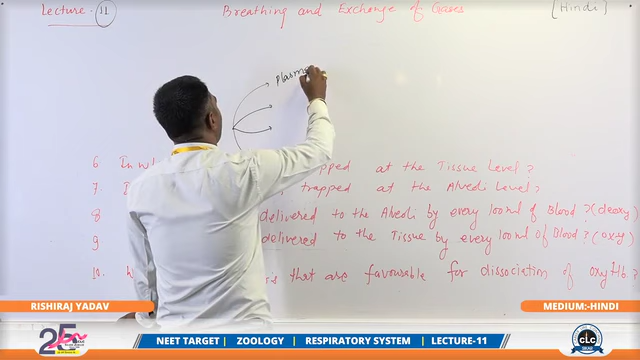 Lecture - 11 Breathing and Exchange of Gases [Hindi]
Plasma
6 trapped at the Tissue Level?
7 trapped at the Alveoli Level?
8 delivered to the Alveoli by every 100ml of Blood? (deoxy)
9 delivered to the Tissue by every 100ml of Blood? (oxy)
10. that are favourable for dissociation of oxyHb?
RISHIRAJ YADAV
MEDIUM:-HINDI
25
NEET TARGET | ZOOLOGY | RESPIRATORY SYSTEM | LECTURE-11
CLC